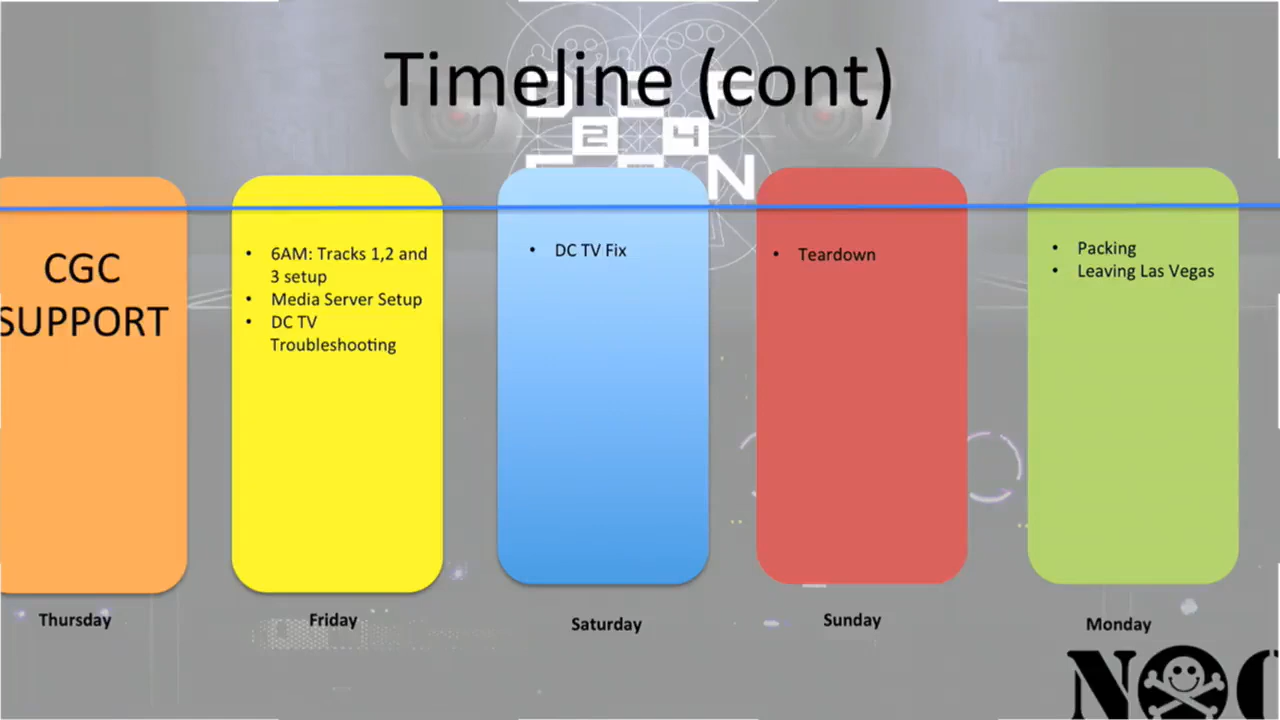 Timeline (cont)
24
CGC
SUPPORT
• 6AM: Tracks 1,2 and
3 setup
• Media Server Setup
• DC TV
Troubleshooting
• DC TV Fix
• Teardown
• Packing
• Leaving Las Vegas
Thursday
Friday
Saturday
Sunday
Monday
NOC